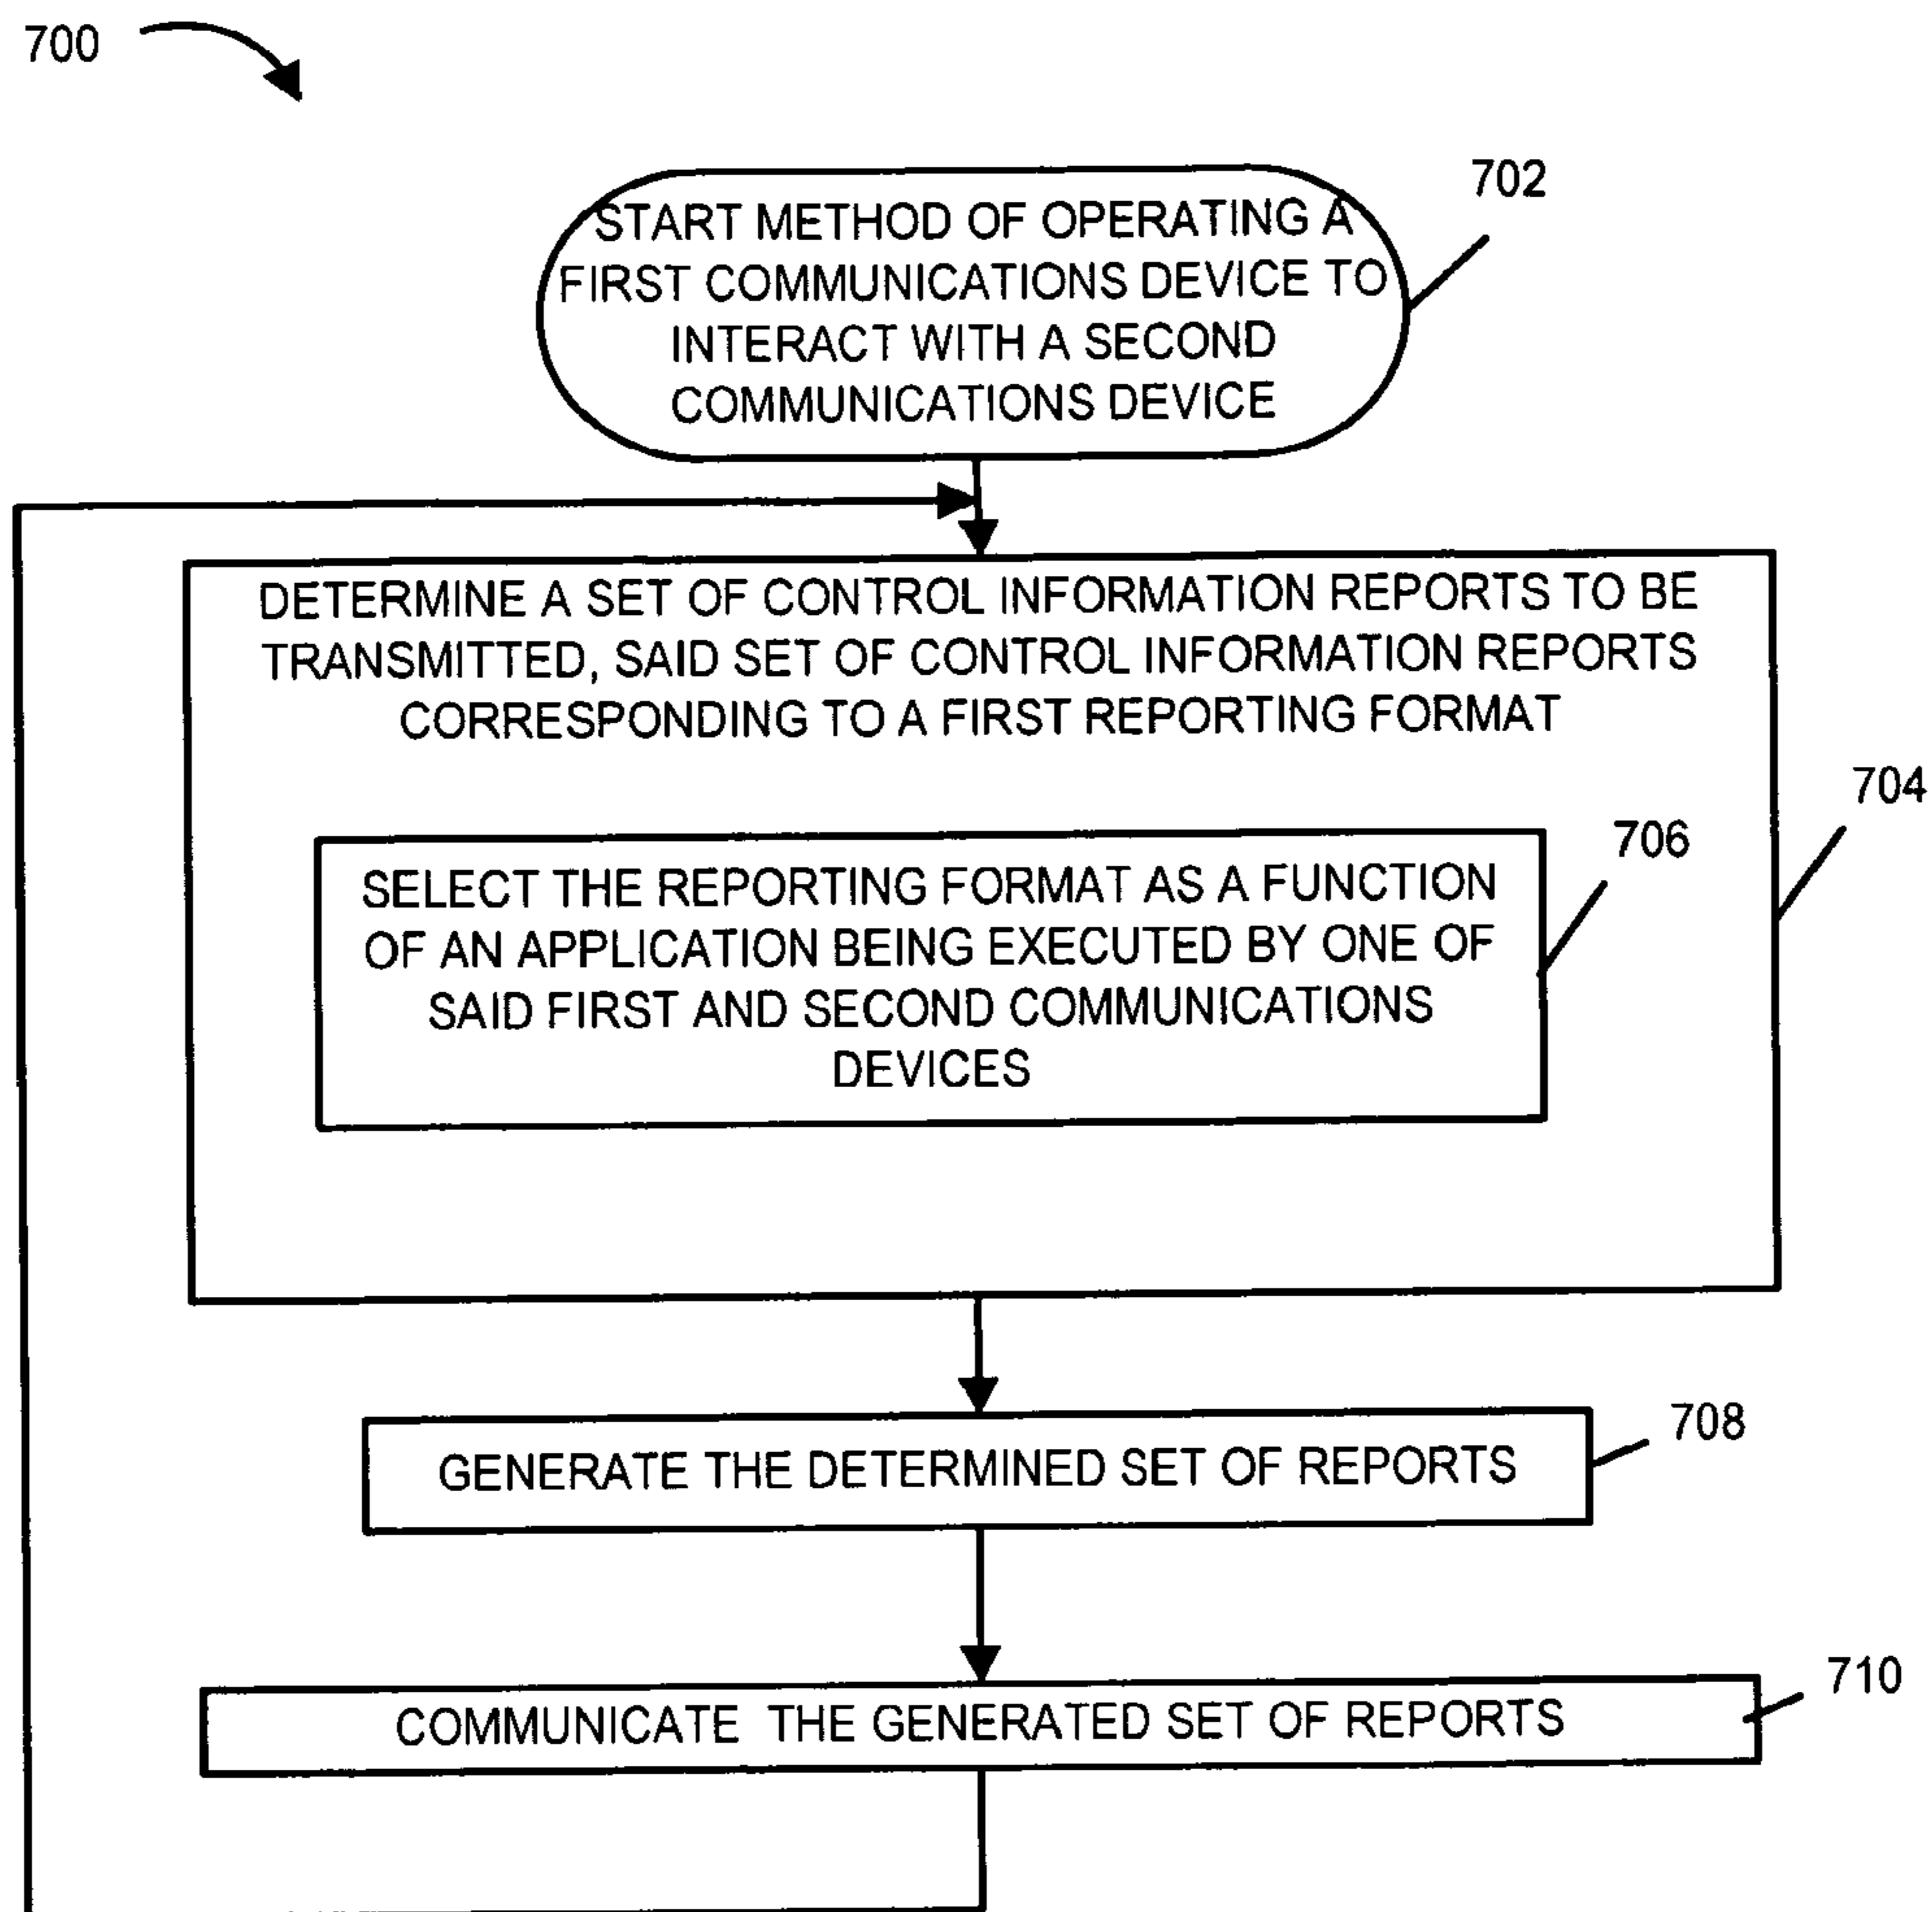 700
702
START METHOD OF OPERATING A
FIRST COMMUNICATIONS DEVICE TO
INTERACT WITH A SECOND
COMMUNICATIONS DEVICE
DETERMINE A SET OF CONTROL INFORMATION REPORTS TO BE
TRANSMITTED, SAID SET OF CONTROL INFORMATION REPORTS
CORRESPONDING TO A FIRST REPORTING FORMAT
704
706
SELECT THE REPORTING FORMAT AS A FUNCTION
OF AN APPLICATION BEING EXECUTED BY ONE OF
SAID FIRST AND SECOND COMMUNICATIONS
DEVICES
708
GENERATE THE DETERMINED SET OF REPORTS
710
COMMUNICATE THE GENERATED SET OF REPORTS